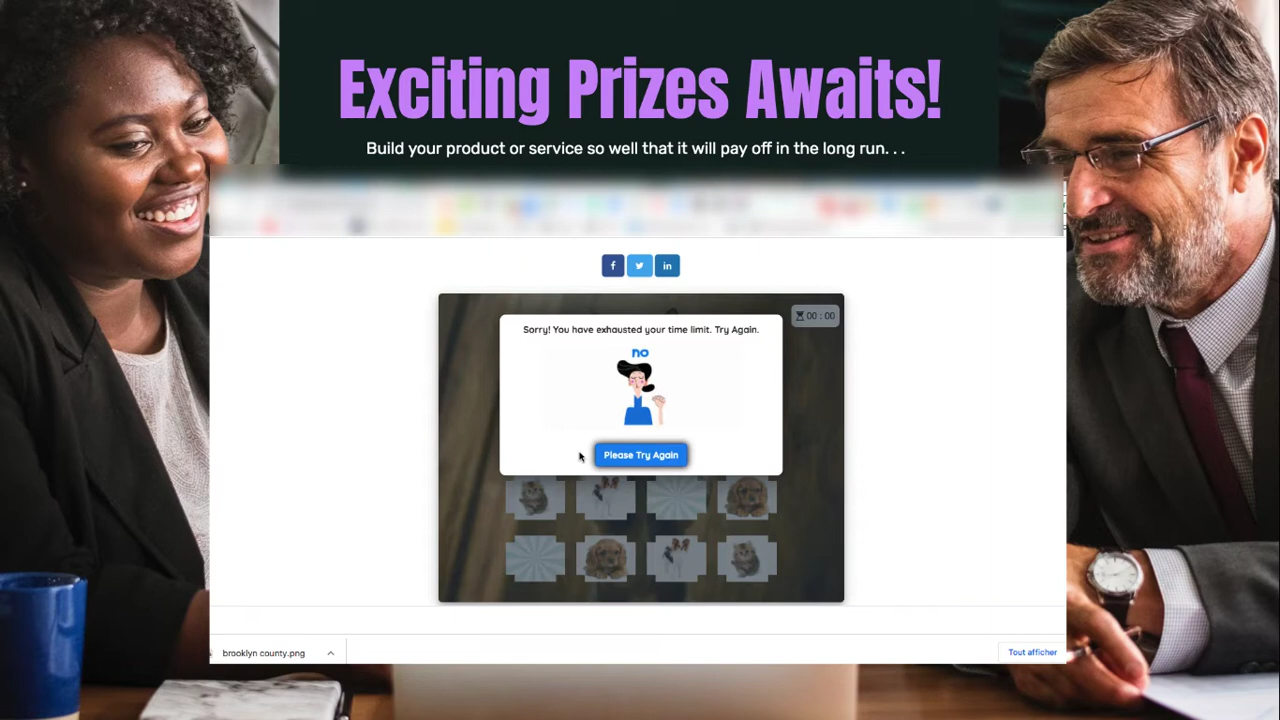 Exciting Prizes Awaits!
Build your product or service so well that it will pay off in the long run. . .
f in
00 : 00
Sorry! You have exhausted your time limit. Try Again.
no
Please Try Again
brooklyn county.png
Tout afficher